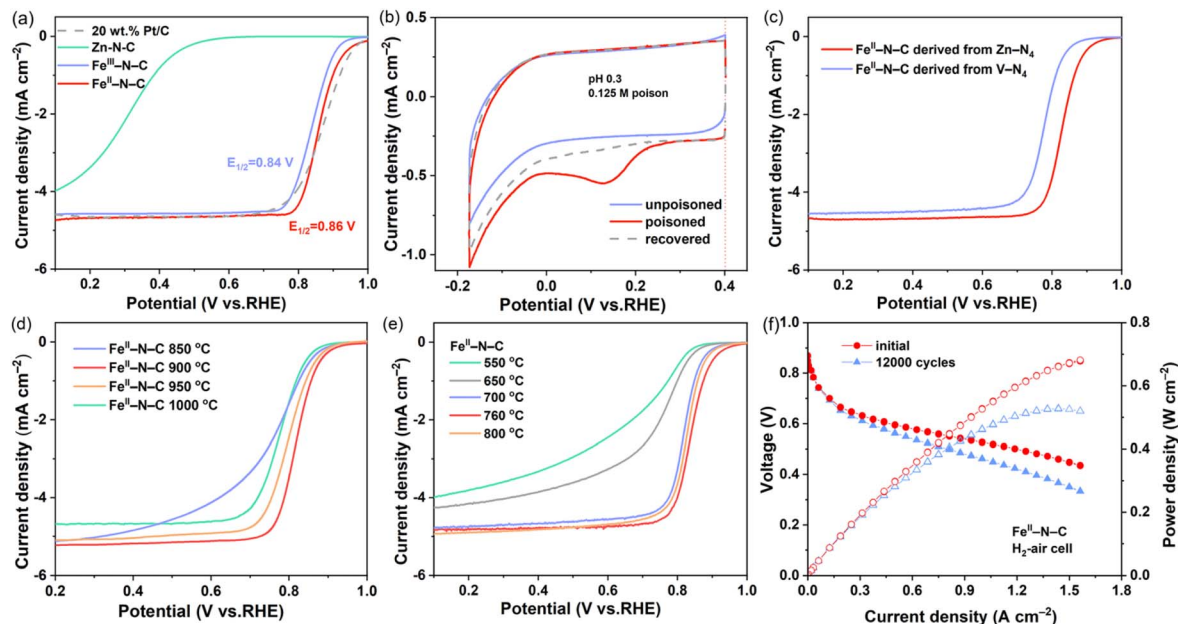 (a)
0
-2
-4
-6
Current density (mA cm⁻²)
20 wt.% Pt/C
Zn-N-C
Feᴵᴵᴵ–N–C
Feᴵᴵ–N–C
E1/2=0.84 V
E1/2=0.86 V
0.2 0.4 0.6 0.8 1.0
Potential (V vs.RHE)
(b)
0.5
0.0
-0.5
-1.0
Current density (mA cm⁻²)
pH 0.3
0.125 M poison
unpoisoned
poisoned
recovered
-0.2 0.0 0.2 0.4
Potential (V vs.RHE)
(c)
0
-2
-4
-6
Current density (mA cm⁻²)
Feᴵᴵ–N–C derived from Zn–N4
Feᴵᴵ–N–C derived from V–N4
0.2 0.4 0.6 0.8 1.0
Potential (V vs.RHE)
(d)
0
-2
-4
-6
Current density (mA cm⁻²)
Feᴵᴵ–N–C 850 °C
Feᴵᴵ–N–C 900 °C
Feᴵᴵ–N–C 950 °C
Feᴵᴵ–N–C 1000 °C
0.2 0.4 0.6 0.8 1.0
Potential (V vs.RHE)
(e)
0
-2
-4
-6
Current density (mA cm⁻²)
Feᴵᴵ–N–C
550 °C
650 °C
700 °C
760 °C
800 °C
0.2 0.4 0.6 0.8 1.0
Potential (V vs.RHE)
(f)
1.0
0.8
0.6
0.4
0.2
0.0
Voltage (V)
initial
12000 cycles
Feᴵᴵ–N–C
H2-air cell
0.8
0.6
0.4
0.2
0.0
Power density (W cm⁻²)
0.0 0.3 0.6 0.9 1.2 1.5 1.8
Current density (A cm⁻²)